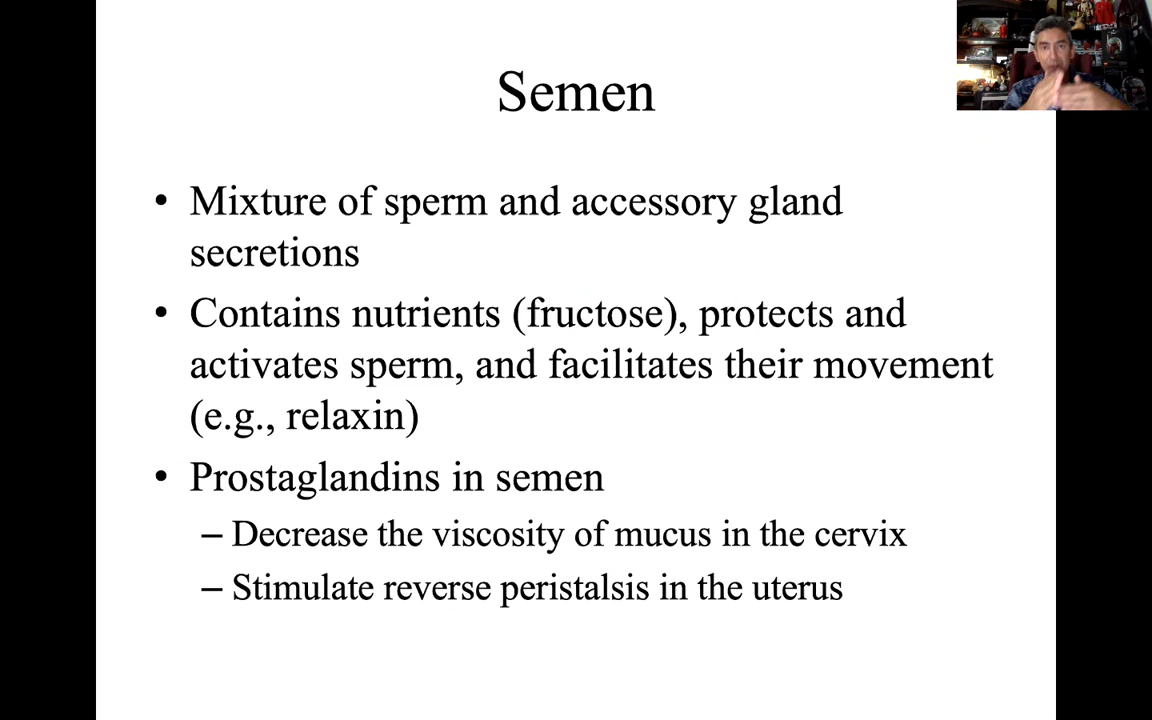 Semen
• Mixture of sperm and accessory gland
secretions
• Contains nutrients (fructose), protects and
activates sperm, and facilitates their movement
(e.g., relaxin)
• Prostaglandins in semen
– Decrease the viscosity of mucus in the cervix
– Stimulate reverse peristalsis in the uterus